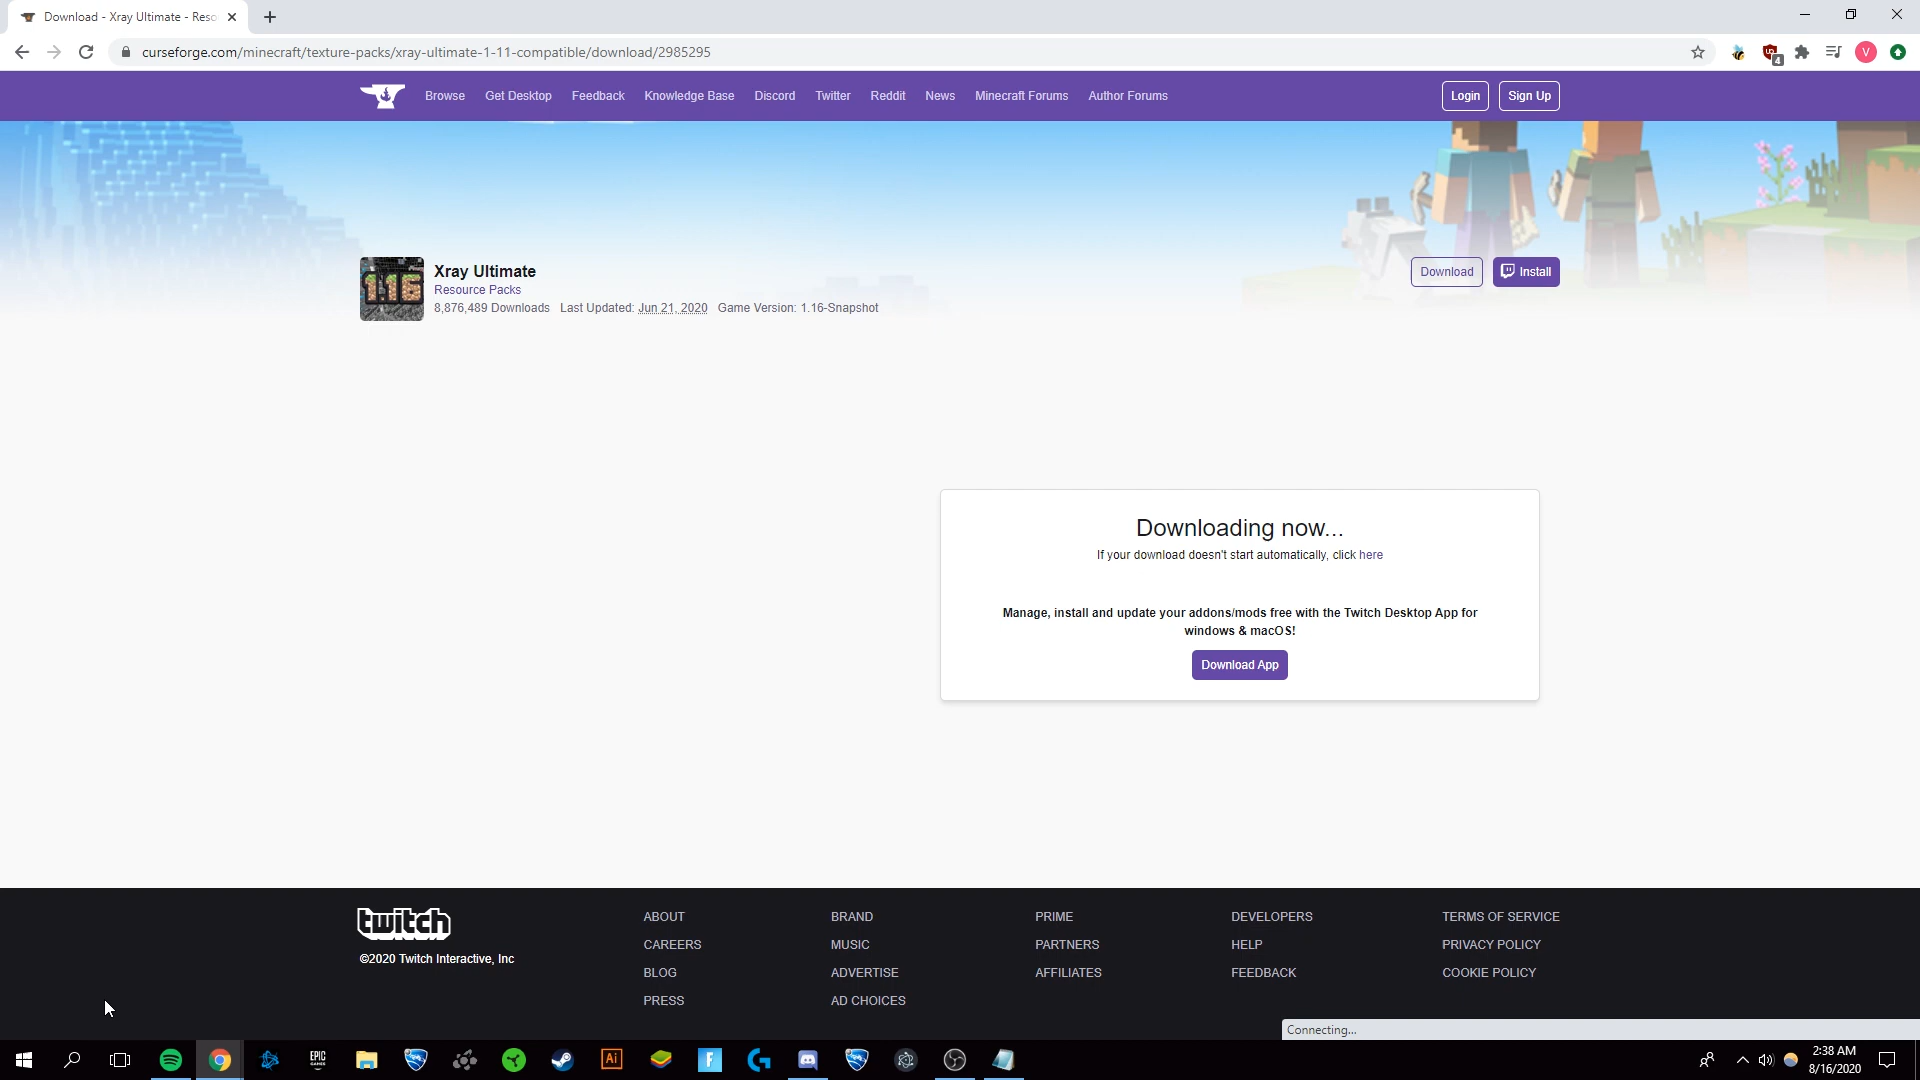 Download - Xray Ultimate - Reso
curseforge.com/minecraft/texture-packs/xray-ultimate-1-11-compatible/download/2985295
4
V
Browse Get Desktop Feedback Knowledge Base Discord Twitter Reddit News Minecraft Forums Author Forums
Login Sign Up
1.16
Xray Ultimate
Resource Packs
8,876,489 Downloads Last Updated: Jun 21, 2020 Game Version: 1.16-Snapshot
Download Install
Downloading now...
If your download doesn't start automatically, click here
Manage, install and update your addons/mods free with the Twitch Desktop App for
windows & macOS!
Download App
twitch
©2020 Twitch Interactive, Inc
ABOUT BRAND PRIME DEVELOPERS TERMS OF SERVICE
CAREERS MUSIC PARTNERS HELP PRIVACY POLICY
BLOG ADVERTISE AFFILIATES FEEDBACK COOKIE POLICY
PRESS AD CHOICES
Connecting...
EPIC
GAMES
Ai
F
2:38 AM
8/16/2020